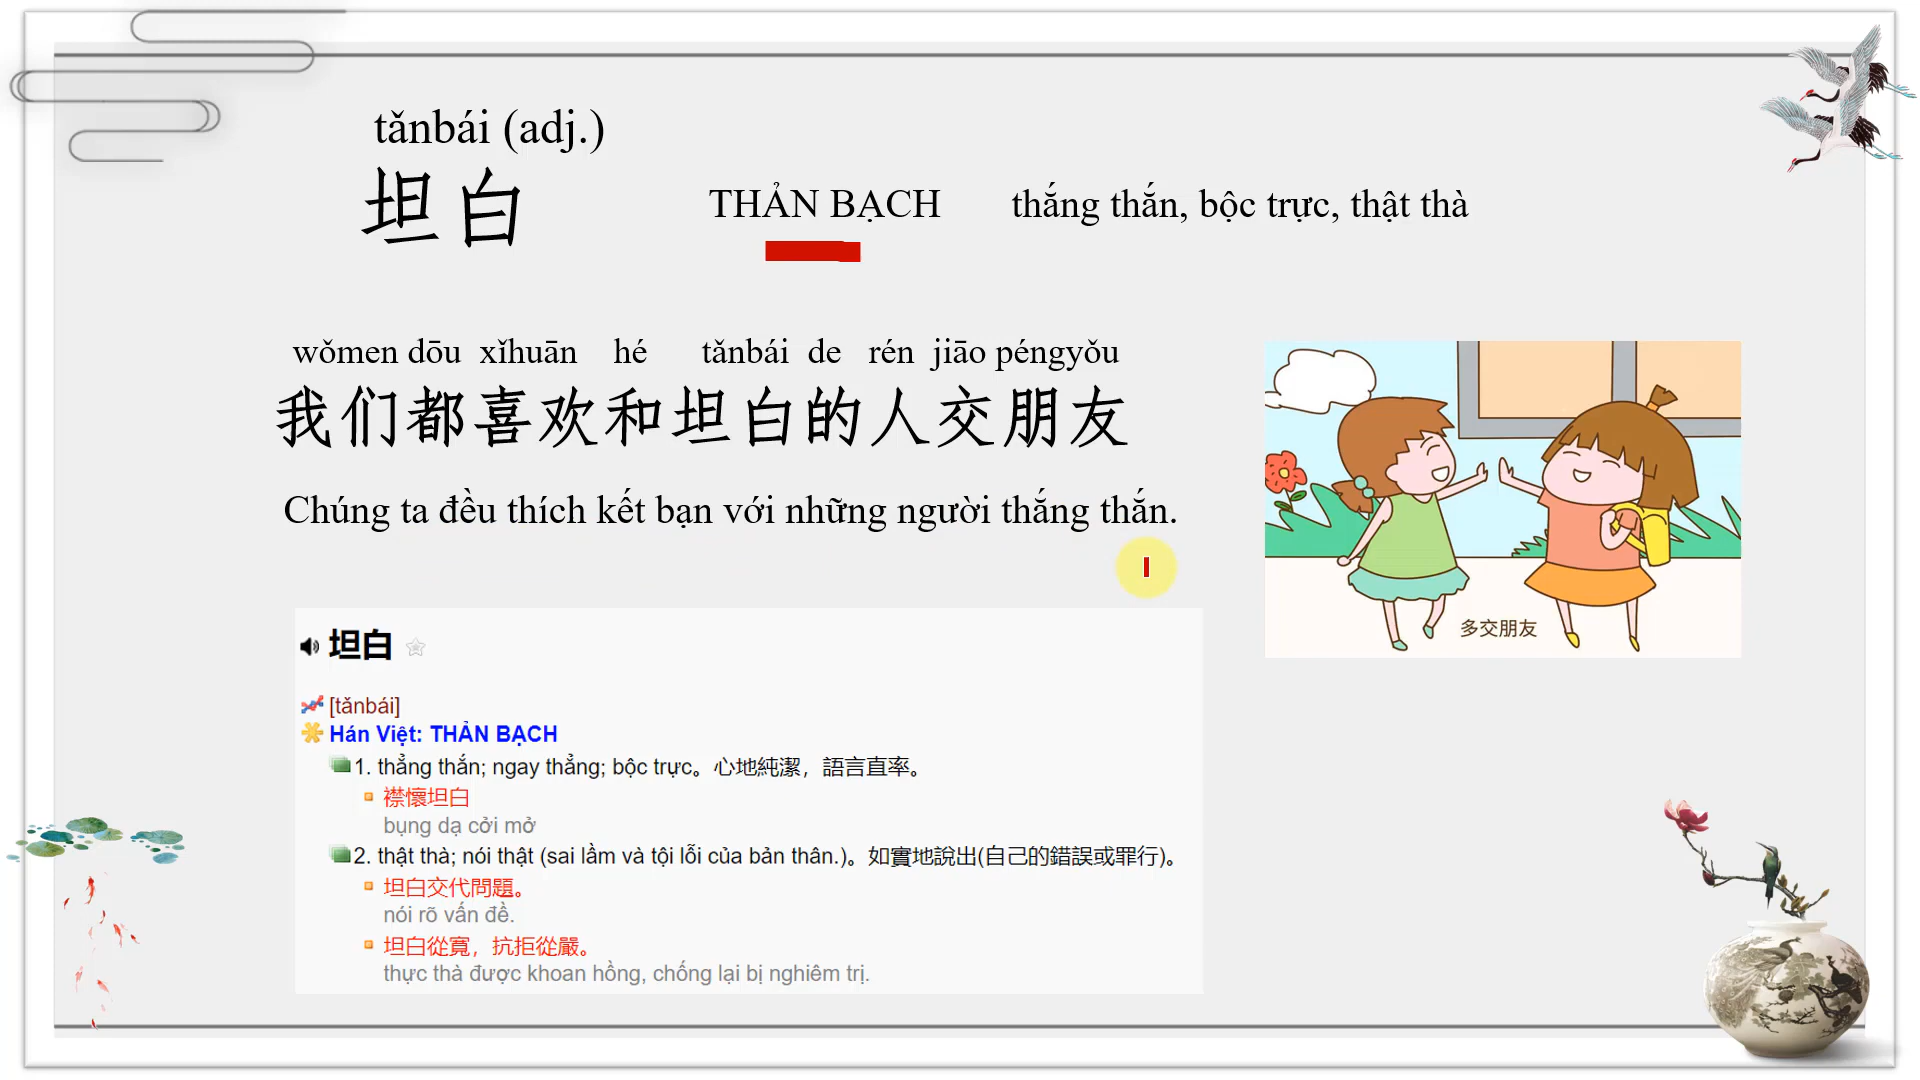 tǎnbái (adj.)
坦白 THẢN BẠCH thắng thắn, bộc trực, thật thà
wǒmen dōu xǐhuān hé tǎnbái de rén jiāo péngyǒu
我们都喜欢和坦白的人交朋友
Chúng ta đều thích kết bạn với những người thắng thắn.
多交朋友
坦白
[tǎnbái]
Hán Việt: THẢN BẠCH
1. thẳng thắn; ngay thẳng; bộc trực。心地純潔，語言直率。
襟懷坦白
bụng dạ cởi mở
2. thật thà; nói thật (sai lầm và tội lỗi của bản thân.)。如實地說出(自己的錯誤或罪行)。
坦白交代問題。
nói rõ vấn đề.
坦白從寬，抗拒從嚴。
thực thà được khoan hồng, chống lại bị nghiêm trị.